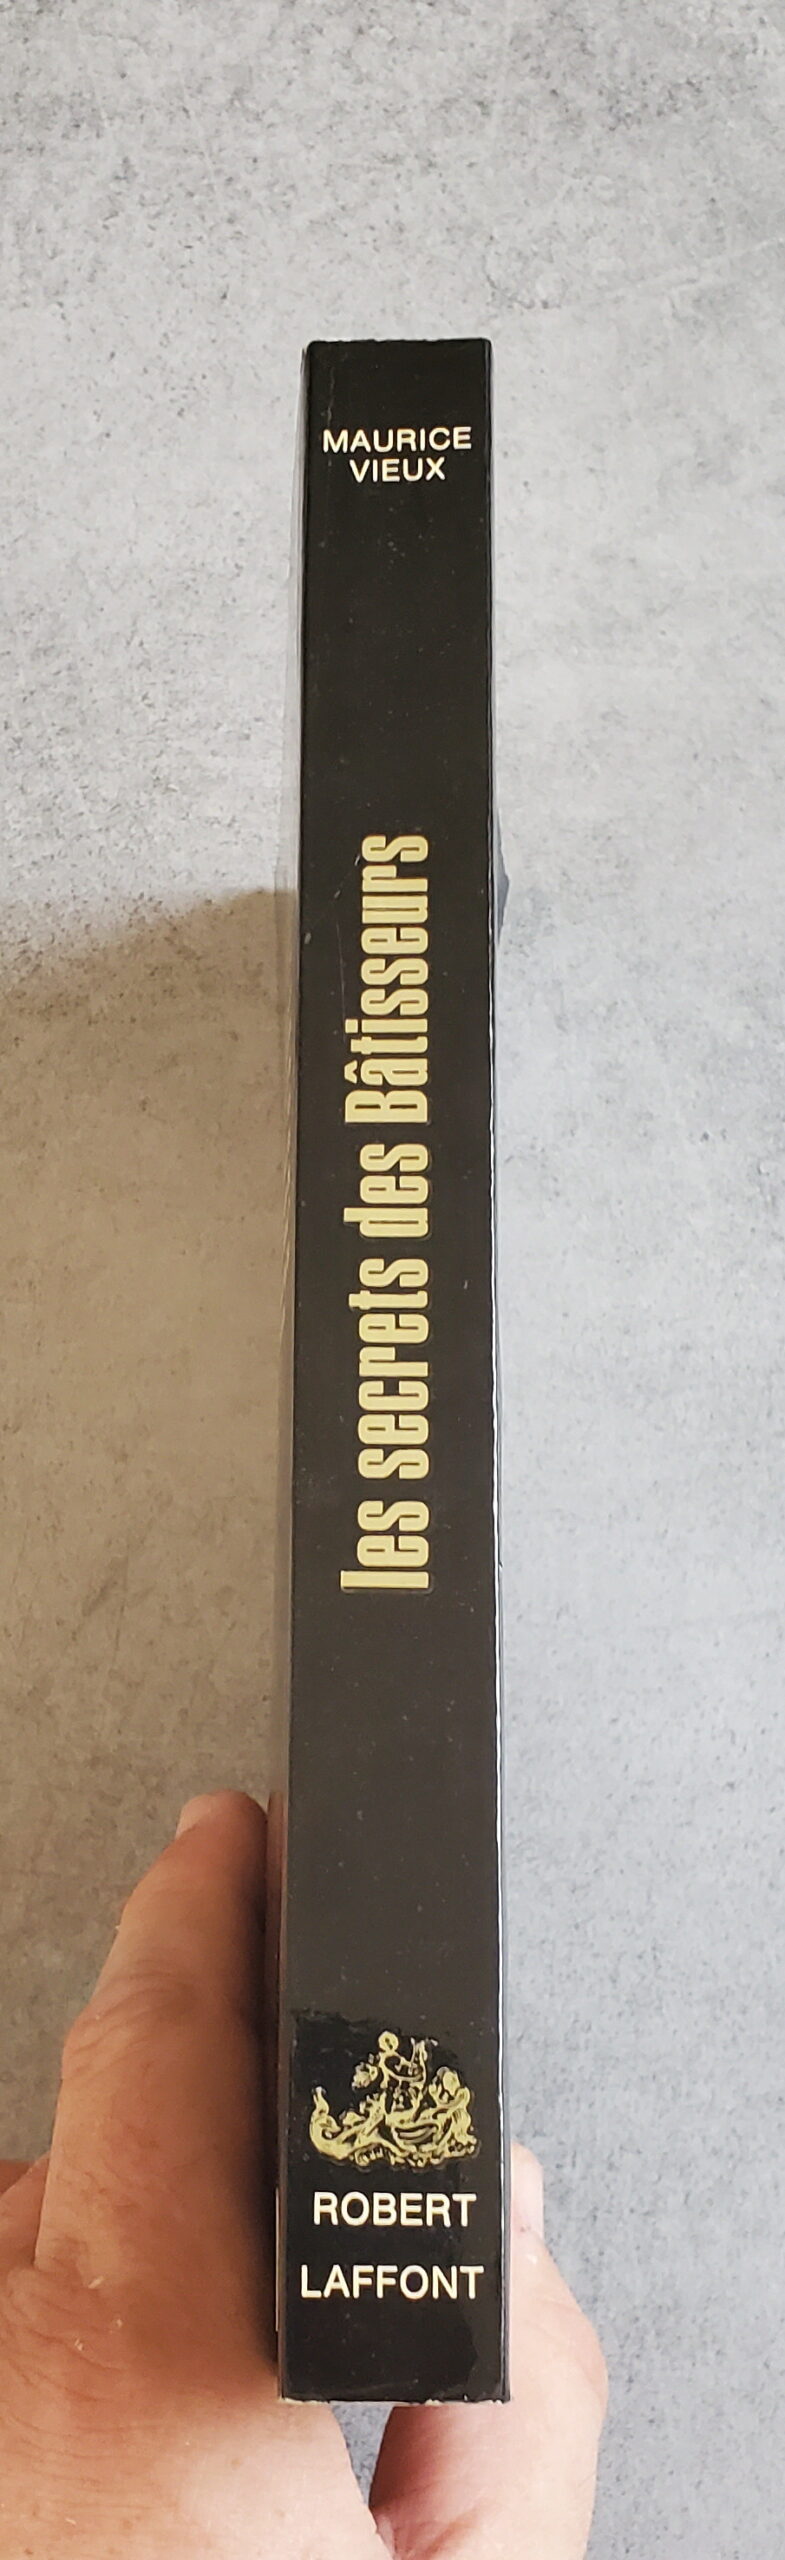 MAURICE
VIEUX
les secrets des Bâtisseurs
ROBERT
LAFFONT